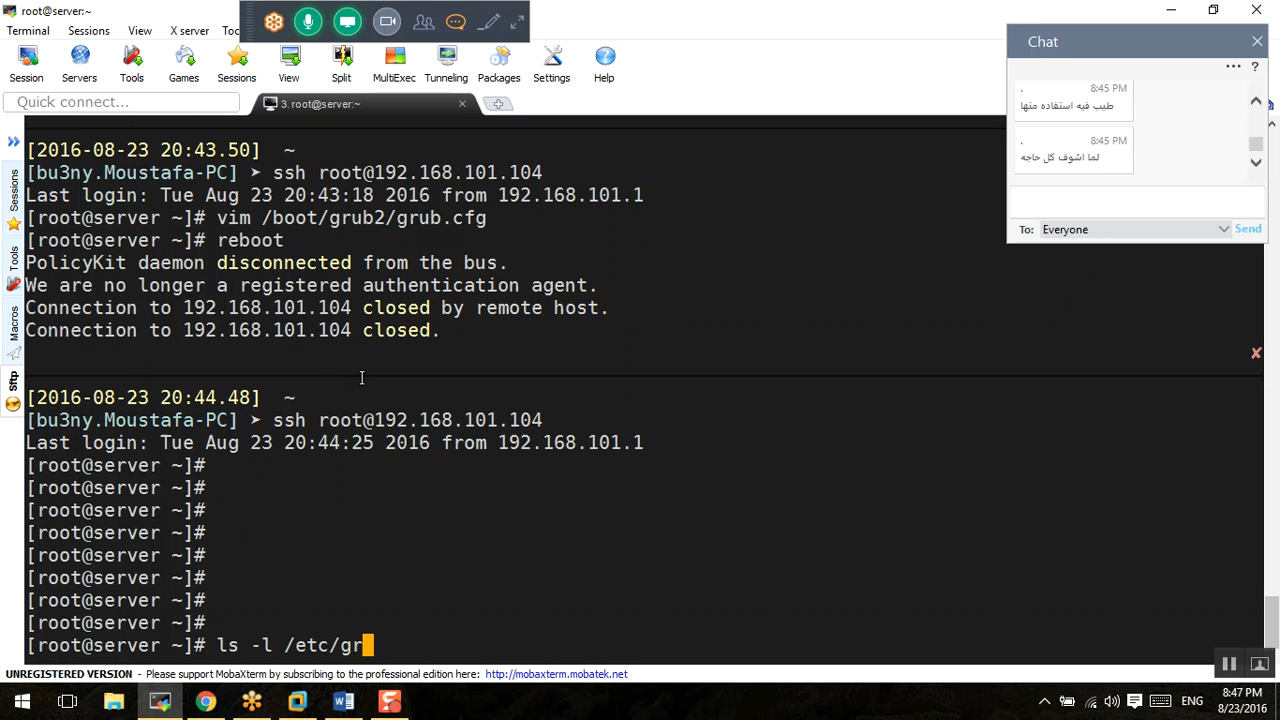 root@server:~
Terminal Sessions View X server
Session Servers Tools Games Sessions View Split MultiExec Tunneling Packages Settings Help
Quick connect...
3. root@server:~
Sessions
Tools
Macros
Sftp
[2016-08-23 20:43.50] ~
[bu3ny.Moustafa-PC] ➤ ssh root@192.168.101.104
Last login: Tue Aug 23 20:43:18 2016 from 192.168.101.1
[root@server ~]# vim /boot/grub2/grub.cfg
[root@server ~]# reboot
PolicyKit daemon disconnected from the bus.
We are no longer a registered authentication agent.
Connection to 192.168.101.104 closed by remote host.
Connection to 192.168.101.104 closed.
[2016-08-23 20:44.48] ~
[bu3ny.Moustafa-PC] ➤ ssh root@192.168.101.104
Last login: Tue Aug 23 20:44:25 2016 from 192.168.101.1
[root@server ~]#
[root@server ~]#
[root@server ~]#
[root@server ~]#
[root@server ~]#
[root@server ~]#
[root@server ~]#
[root@server ~]#
[root@server ~]# ls -l /etc/gr
Chat
. 8:45 PM
طيب فيه استفاده منها
. 8:45 PM
لما اشوف كل حاجه
To: Everyone Send
UNREGISTERED VERSION - Please support MobaXterm by subscribing to the professional edition here: http://mobaxterm.mobatek.net
ENG
8:47 PM
8/23/2016